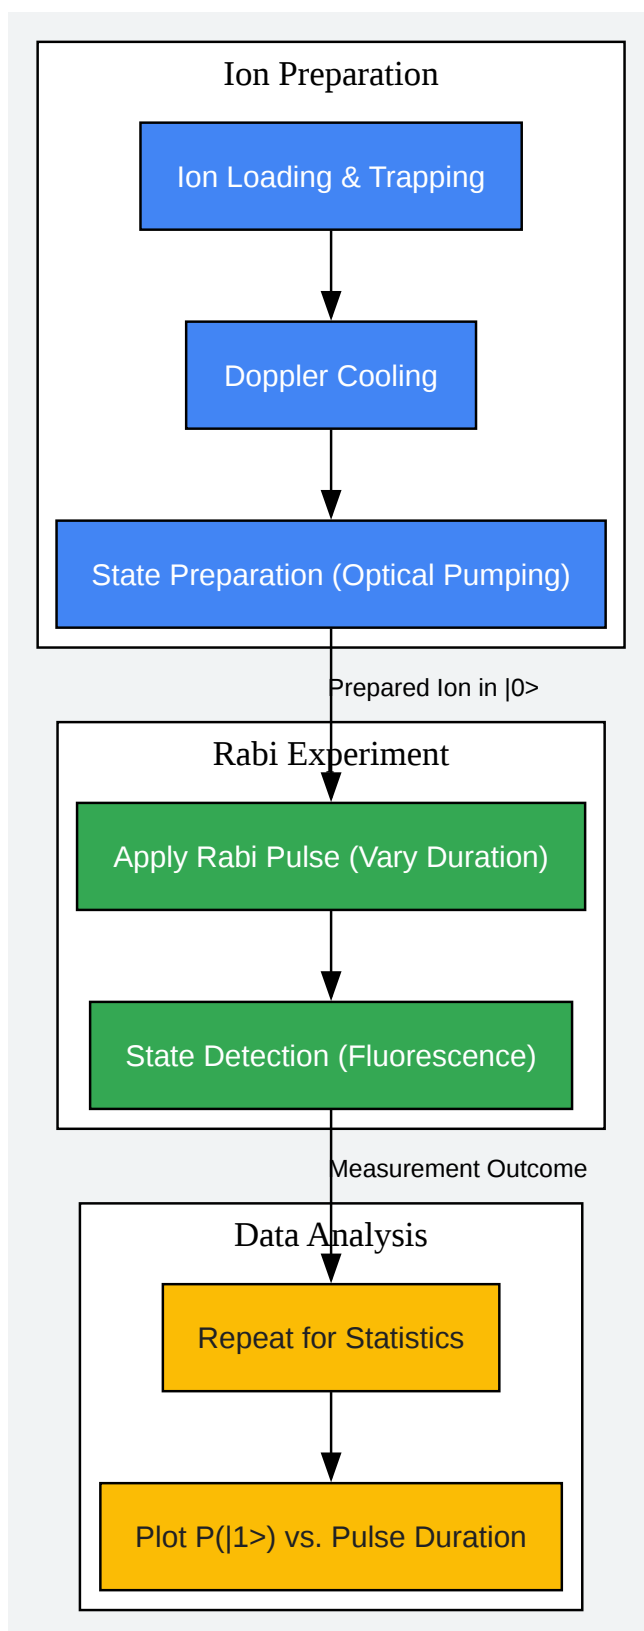 Ion Preparation
Ion Loading & Trapping
Doppler Cooling
State Preparation (Optical Pumping)
Prepared Ion in |0>
Rabi Experiment
Apply Rabi Pulse (Vary Duration)
State Detection (Fluorescence)
Measurement Outcome
Data Analysis
Repeat for Statistics
Plot P(|1>) vs. Pulse Duration